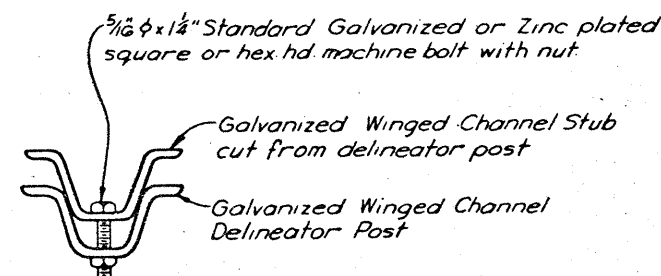 5/16" ϕ x 1 1/4" Standard Galvanized or Zinc plated
square or hex. hd. machine bolt with nut.
Galvanized Winged Channel Stub
cut from delineator post
Galvanized Winged Channel
Delineator Post